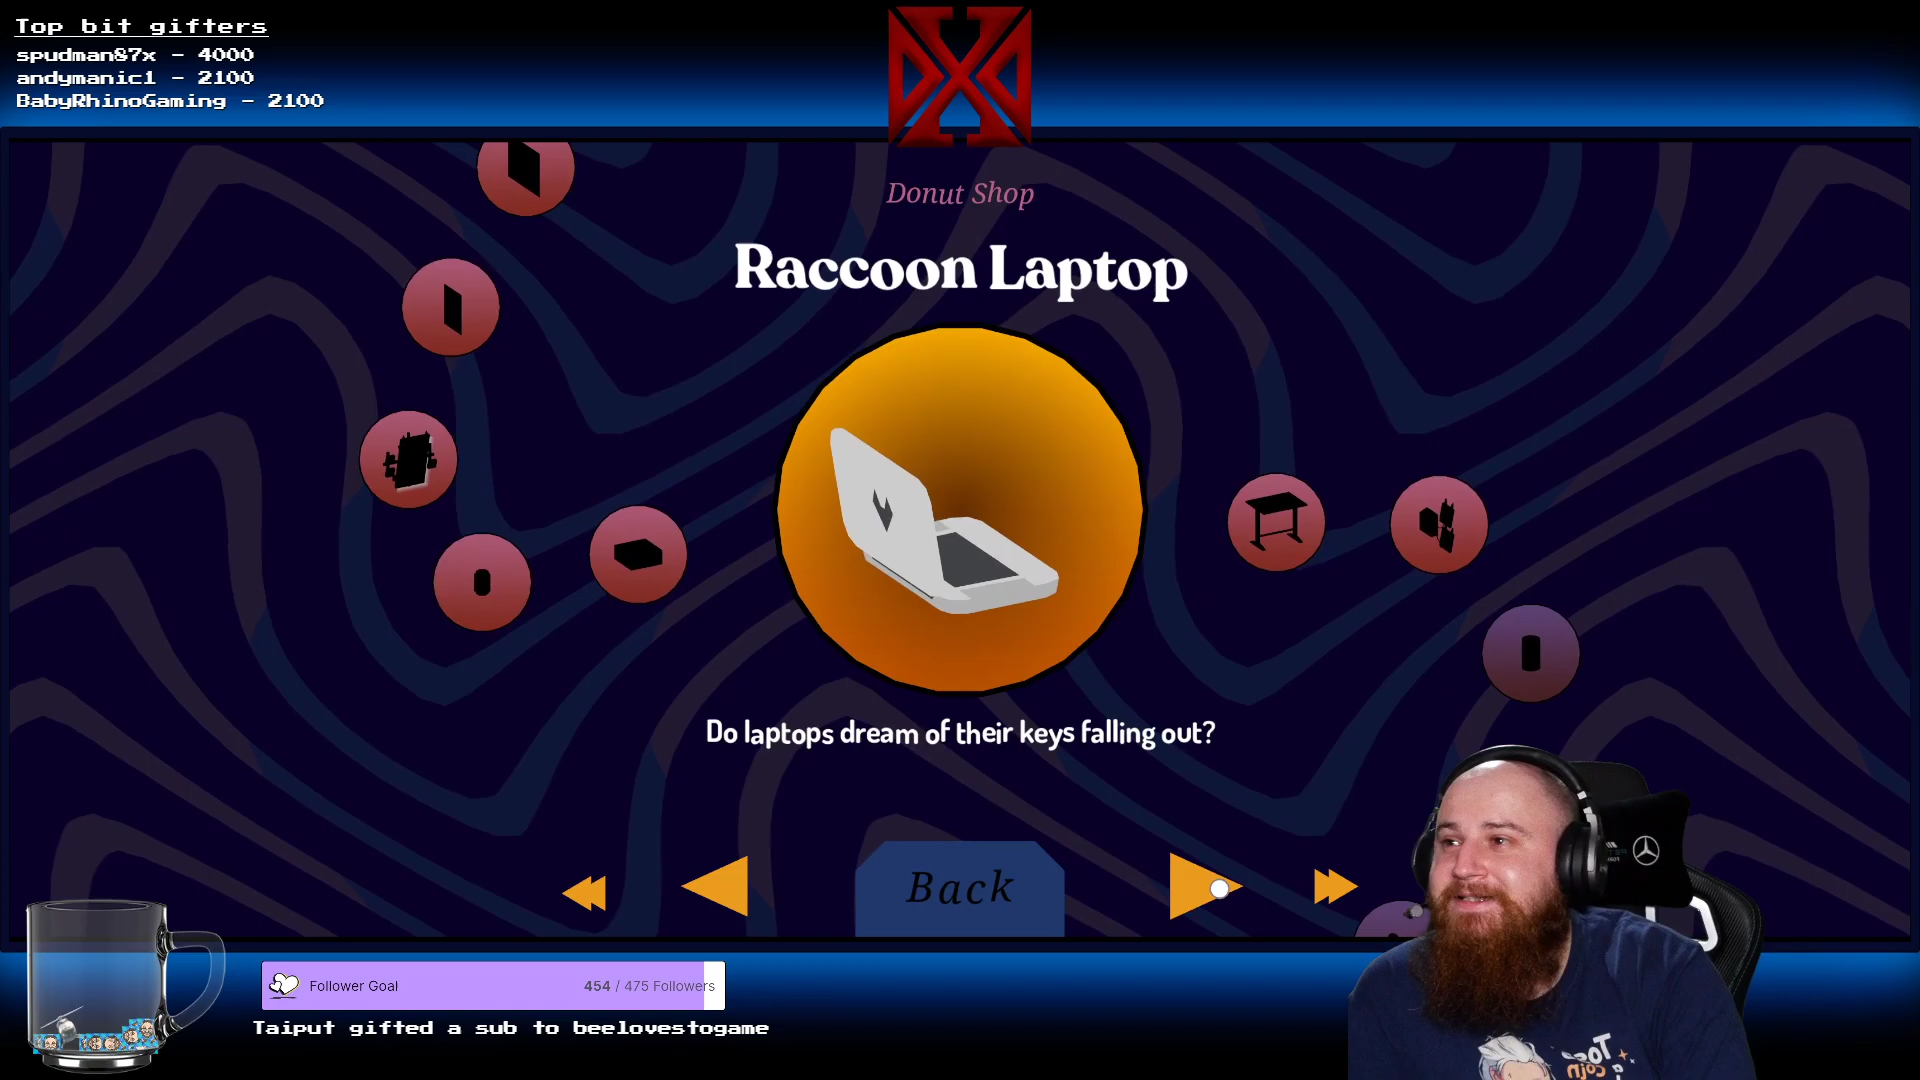 Top bit gifters
spudman87x - 4000
andymanic1 - 2100
BabyRhinoGaming - 2100
Donut Shop
Raccoon Laptop
Do laptops dream of their keys falling out?
Back
Follower Goal
454 / 475 Followers
Taiput gifted a sub to beelovestogame